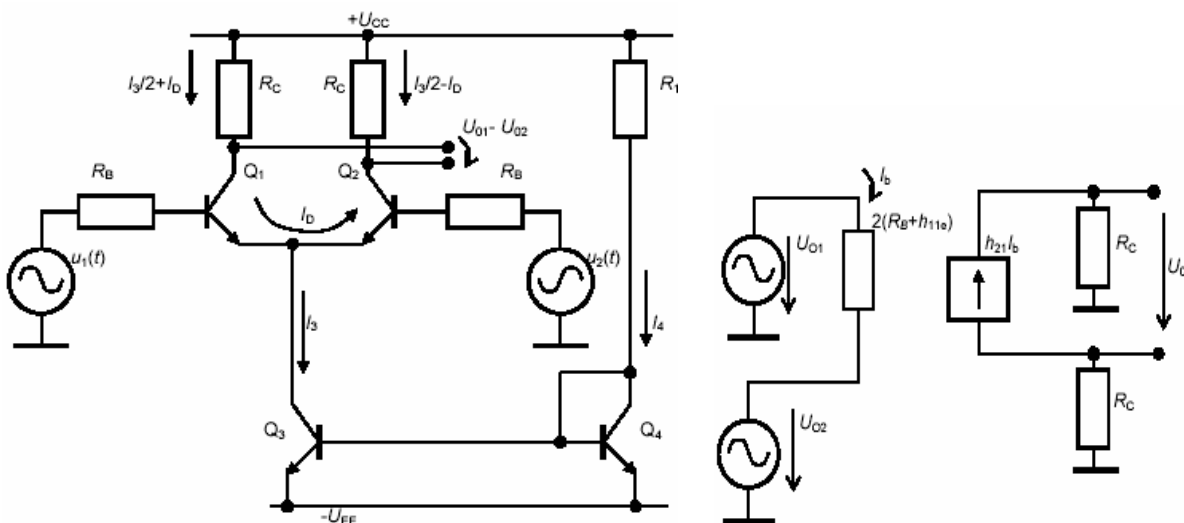 +UCC
I3/2+ID
RC
RC
I3/2-ID
R1
U01- U02
Q1
Q2
RB
RB
ID
u1(t)
u2(t)
I3
I4
Q3
Q4
-UEE
Ib
2(RB+h11e)
UO1
h21Ib
RC
UO2
RC